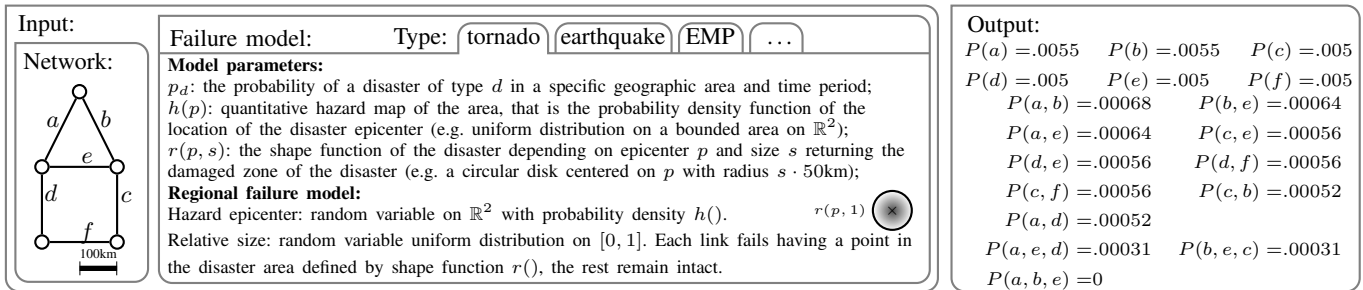 Input:
Network:
a
b
e
d
c
f
100km
Failure model: Type: tornado earthquake EMP ...
Model parameters:
p_d: the probability of a disaster of type d in a specific geographic area and time period;
h(p): quantitative hazard map of the area, that is the probability density function of the
location of the disaster epicenter (e.g. uniform distribution on a bounded area on ℝ²);
r(p, s): the shape function of the disaster depending on epicenter p and size s returning the
damaged zone of the disaster (e.g. a circular disk centered on p with radius s · 50km);
Regional failure model:
Hazard epicenter: random variable on ℝ² with probability density h().
r(p, 1)
Relative size: random variable uniform distribution on [0, 1]. Each link fails having a point in
the disaster area defined by shape function r(), the rest remain intact.
Output:
P(a) =.0055 P(b) =.0055 P(c) =.005
P(d) =.005 P(e) =.005 P(f) =.005
P(a, b) =.00068 P(b, e) =.00064
P(a, e) =.00064 P(c, e) =.00056
P(d, e) =.00056 P(d, f) =.00056
P(c, f) =.00056 P(c, b) =.00052
P(a, d) =.00052
P(a, e, d) =.00031 P(b, e, c) =.00031
P(a, b, e) =0